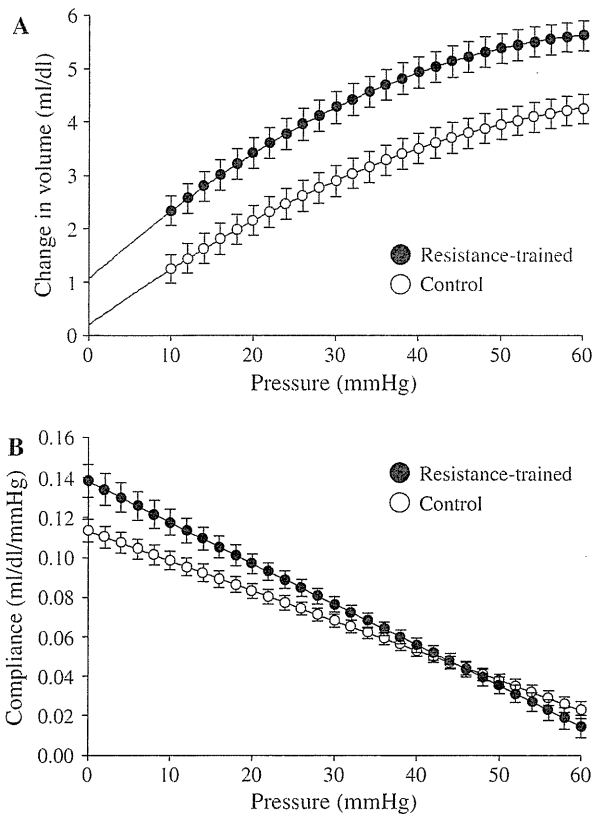 A
Change in volume (ml/dl)
6
5
4
3
2
1
0
Resistance-trained
Control
0 10 20 30 40 50 60
Pressure (mmHg)
B
Compliance (ml/dl/mmHg)
0.16
0.14
0.12
0.10
0.08
0.06
0.04
0.02
0.00
Resistance-trained
Control
0 10 20 30 40 50 60
Pressure (mmHg)